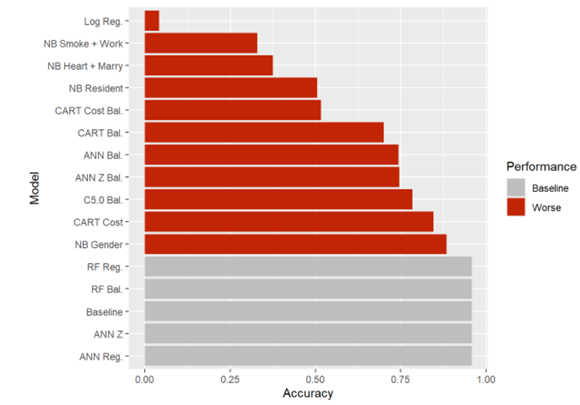 Log Reg.
NB Smoke + Work
NB Heart + Marry
NB Resident
CART Cost Bal.
CART Bal.
ANN Bal.
ANN Z Bal.
C5.0 Bal.
CART Cost
NB Gender
RF Reg.
RF Bal.
Baseline
ANN Z
ANN Reg.
Model
0.00 0.25 0.50 0.75 1.00
Accuracy
Performance
Baseline
Worse